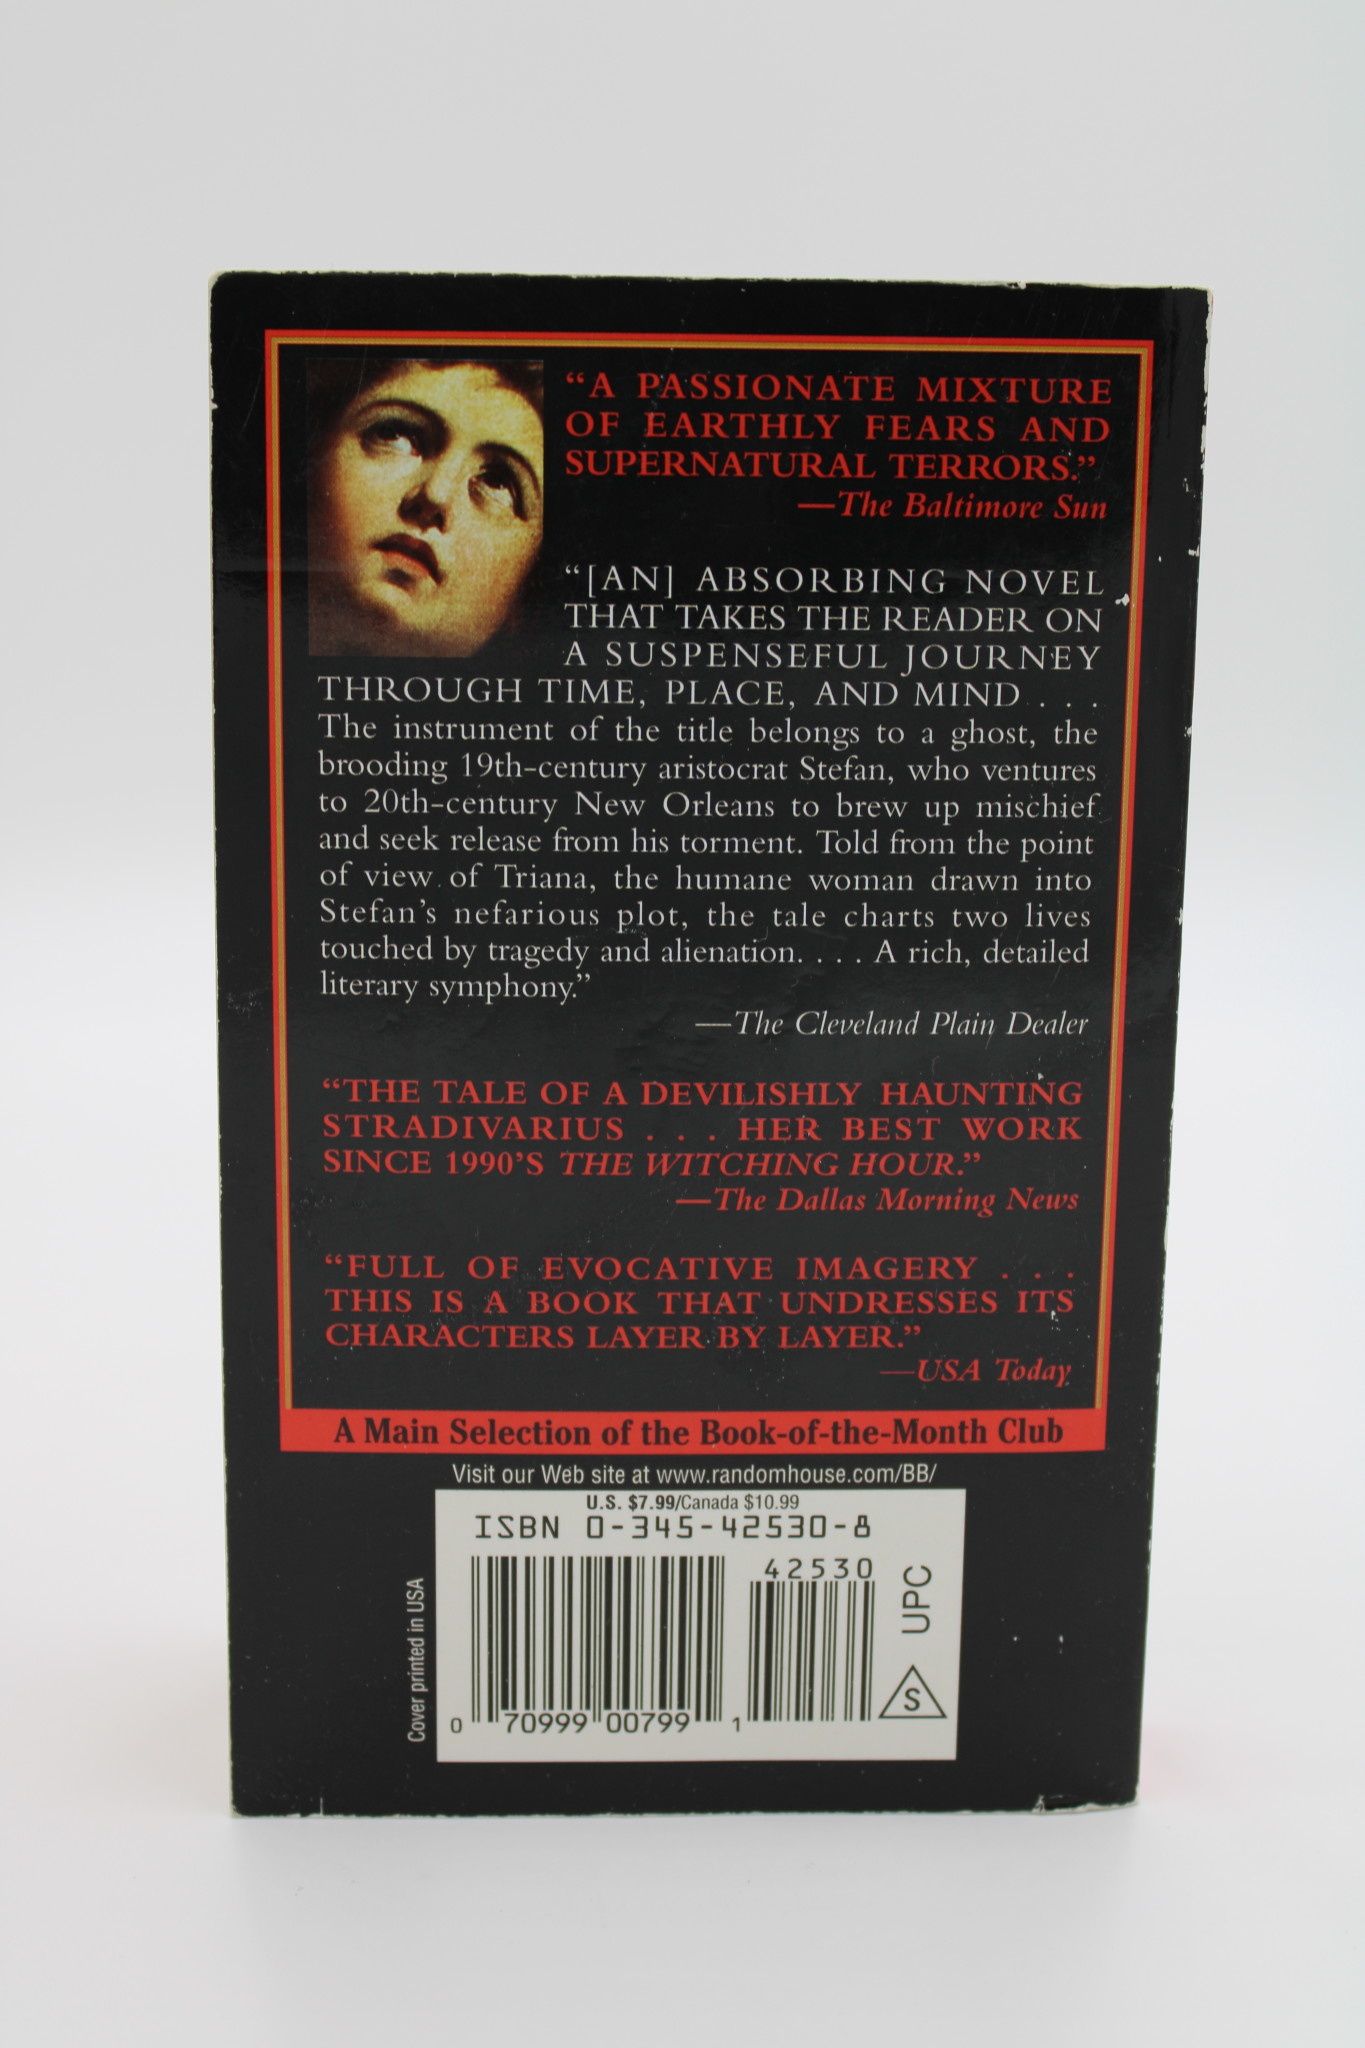 “A PASSIONATE MIXTURE
OF EARTHLY FEARS AND
SUPERNATURAL TERRORS.”
—The Baltimore Sun
“[AN] ABSORBING NOVEL
THAT TAKES THE READER ON
A SUSPENSEFUL JOURNEY
THROUGH TIME, PLACE, AND MIND . . .
The instrument of the title belongs to a ghost, the
brooding 19th-century aristocrat Stefan, who ventures
to 20th-century New Orleans to brew up mischief
and seek release from his torment. Told from the point
of view of Triana, the humane woman drawn into
Stefan’s nefarious plot, the tale charts two lives
touched by tragedy and alienation. . . . A rich, detailed
literary symphony.”
—The Cleveland Plain Dealer
“THE TALE OF A DEVILISHLY HAUNTING
STRADIVARIUS . . . HER BEST WORK
SINCE 1990’S THE WITCHING HOUR.”
—The Dallas Morning News
“FULL OF EVOCATIVE IMAGERY . . .
THIS IS A BOOK THAT UNDRESSES ITS
CHARACTERS LAYER BY LAYER.”
—USA Today
A Main Selection of the Book-of-the-Month Club
Visit our Web site at www.randomhouse.com/BB/
U.S. $7.99/Canada $10.99
ISBN 0-345-42530-8
42530
UPC
S
0 70999 00799 1
Cover printed in USA